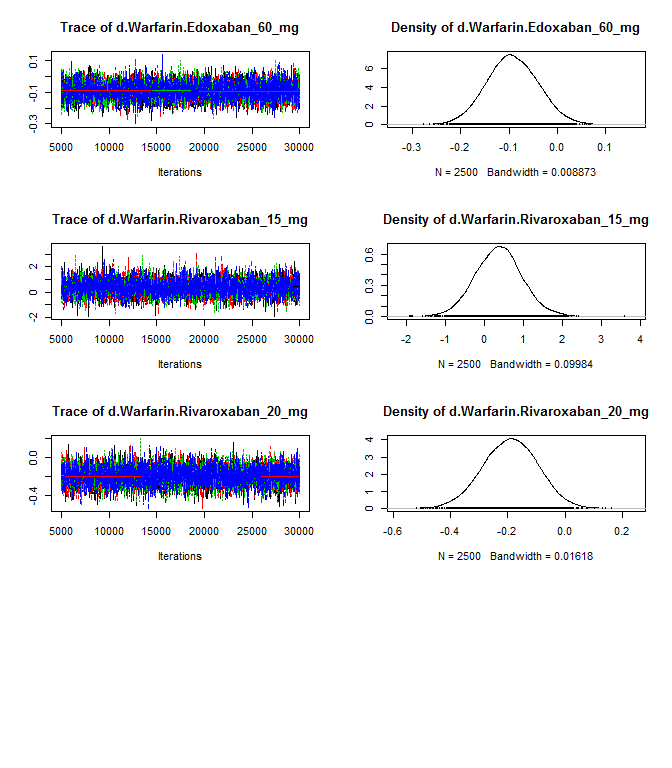 Trace of d.Warfarin.Edoxaban_60_mg
0.1
-0.1
-0.3
5000 10000 15000 20000 25000 30000
Iterations
Density of d.Warfarin.Edoxaban_60_mg
6
4
2
0
-0.3 -0.2 -0.1 0.0 0.1
N = 2500 Bandwidth = 0.008873
Trace of d.Warfarin.Rivaroxaban_15_mg
2
0
-2
5000 10000 15000 20000 25000 30000
Iterations
Density of d.Warfarin.Rivaroxaban_15_mg
0.6
0.3
0.0
-2 -1 0 1 2 3 4
N = 2500 Bandwidth = 0.09984
Trace of d.Warfarin.Rivaroxaban_20_mg
0.0
-0.4
5000 10000 15000 20000 25000 30000
Iterations
Density of d.Warfarin.Rivaroxaban_20_mg
4
3
2
1
0
-0.6 -0.4 -0.2 0.0 0.2
N = 2500 Bandwidth = 0.01618